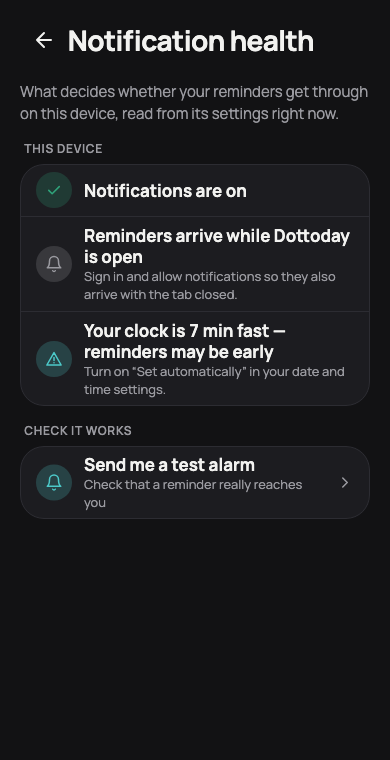 Notification health
What decides whether your reminders get through
on this device, read from its settings right now.
THIS DEVICE
Notifications are on
Reminders arrive while Dottoday
is open
Sign in and allow notifications so they also
arrive with the tab closed.
Your clock is 7 min fast —
reminders may be early
Turn on “Set automatically” in your date and
time settings.
CHECK IT WORKS
Send me a test alarm
Check that a reminder really reaches
you